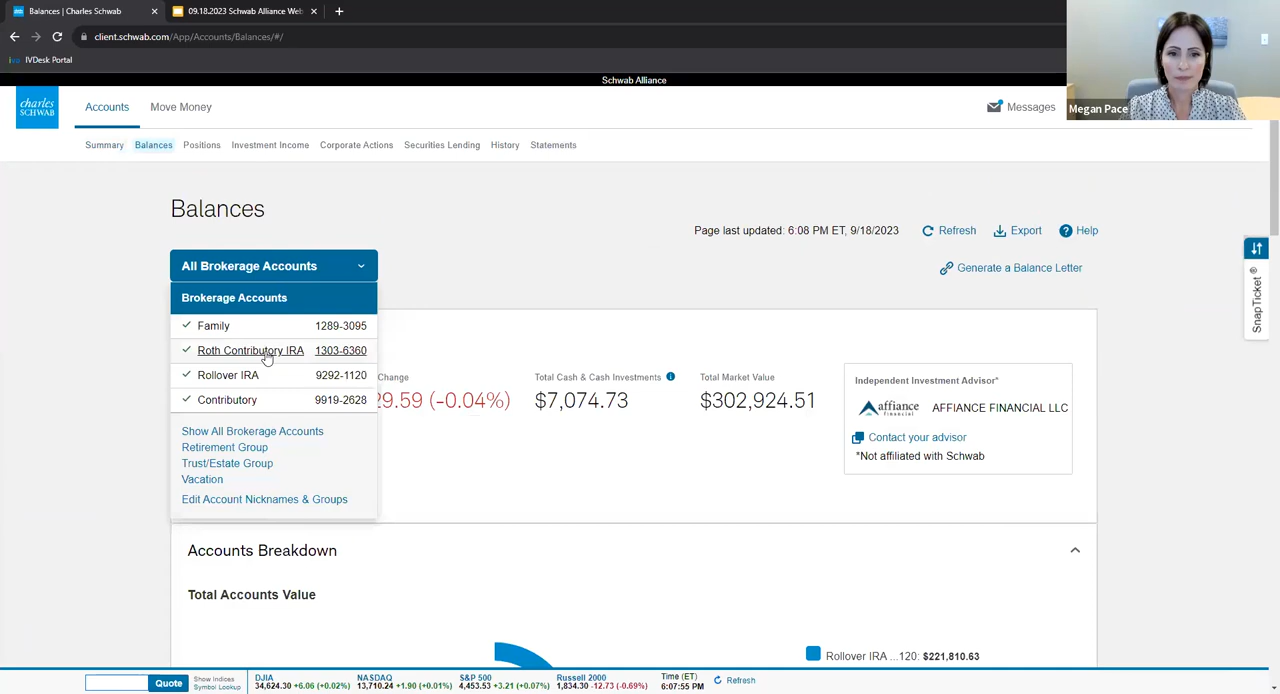 Balances | Charles Schwab
09.18.2023 Schwab Alliance Web
client.schwab.com/App/Accounts/Balances/#/
IVDesk Portal
Megan Pace
Schwab Alliance
charles SCHWAB
Accounts Move Money
Messages
Summary Balances Positions Investment Income Corporate Actions Securities Lending History Statements
Balances
Page last updated: 6:08 PM ET, 9/18/2023 Refresh Export Help
Generate a Balance Letter
SnapTicket®
All Brokerage Accounts
Brokerage Accounts
Family 1289-3095
Roth Contributory IRA 1303-6360
Rollover IRA 9292-1120
Contributory 9919-2628
Show All Brokerage Accounts
Retirement Group
Trust/Estate Group
Vacation
Edit Account Nicknames & Groups
Change
29.59 (-0.04%)
Total Cash & Cash Investments
$7,074.73
Total Market Value
$302,924.51
Independent Investment Advisor*
affiance financial AFFIANCE FINANCIAL LLC
Contact your advisor
*Not affiliated with Schwab
Accounts Breakdown
Total Accounts Value
Rollover IRA ...120: $221,810.63
Quote
Show Indices
Symbol Lookup
DJIA
34,624.30 +6.06 (+0.02%)
NASDAQ
13,710.24 +1.90 (+0.01%)
S&P 500
4,453.53 +3.21 (+0.07%)
Russell 2000
1,834.30 -12.73 (-0.69%)
Time (ET)
6:07:55 PM
Refresh